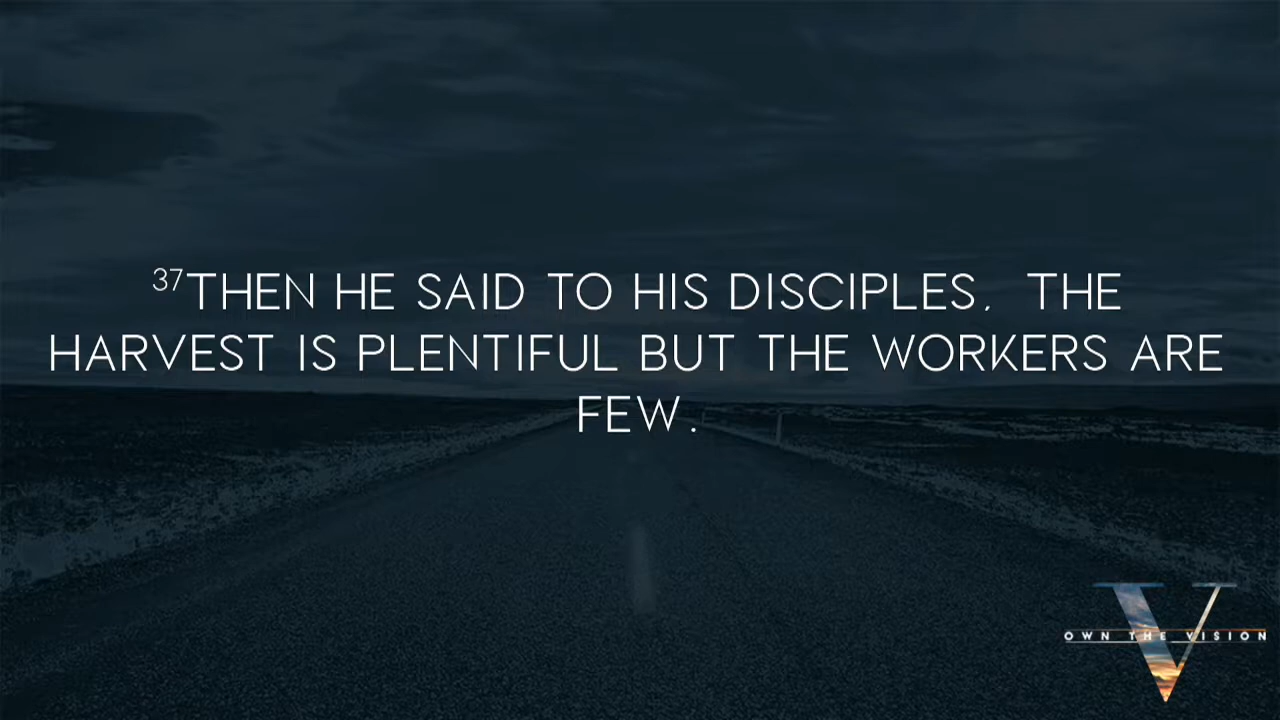 ³⁷THEN HE SAID TO HIS DISCIPLES, THE
HARVEST IS PLENTIFUL BUT THE WORKERS ARE
FEW.
V
OWN THE VISION